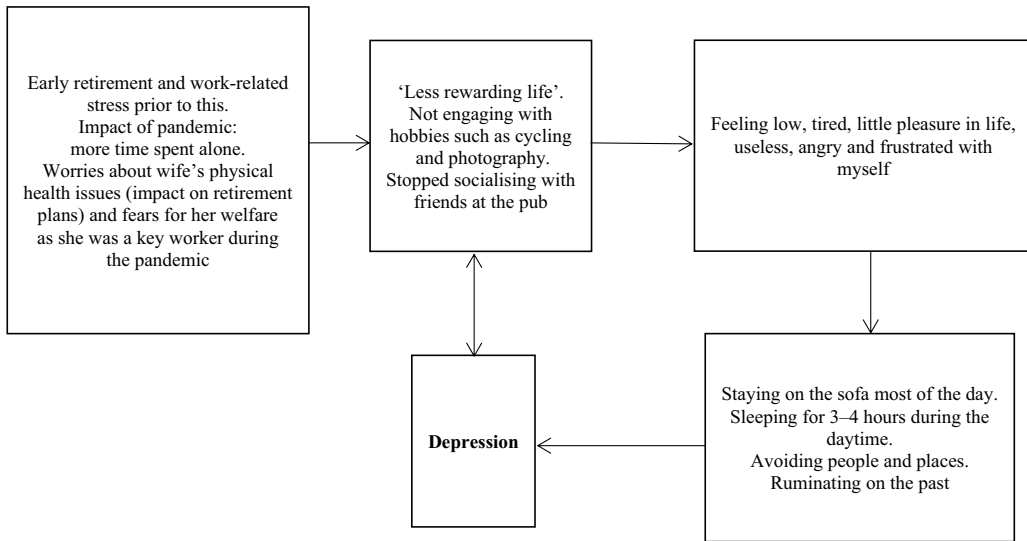 Early retirement and work-related
stress prior to this.
Impact of pandemic:
more time spent alone.
Worries about wife’s physical
health issues (impact on retirement
plans) and fears for her welfare
as she was a key worker during
the pandemic
‘Less rewarding life’.
Not engaging with
hobbies such as cycling
and photography.
Stopped socialising with
friends at the pub
Feeling low, tired, little pleasure in life,
useless, angry and frustrated with
myself
Staying on the sofa most of the day.
Sleeping for 3–4 hours during the
daytime.
Avoiding people and places.
Ruminating on the past
Depression